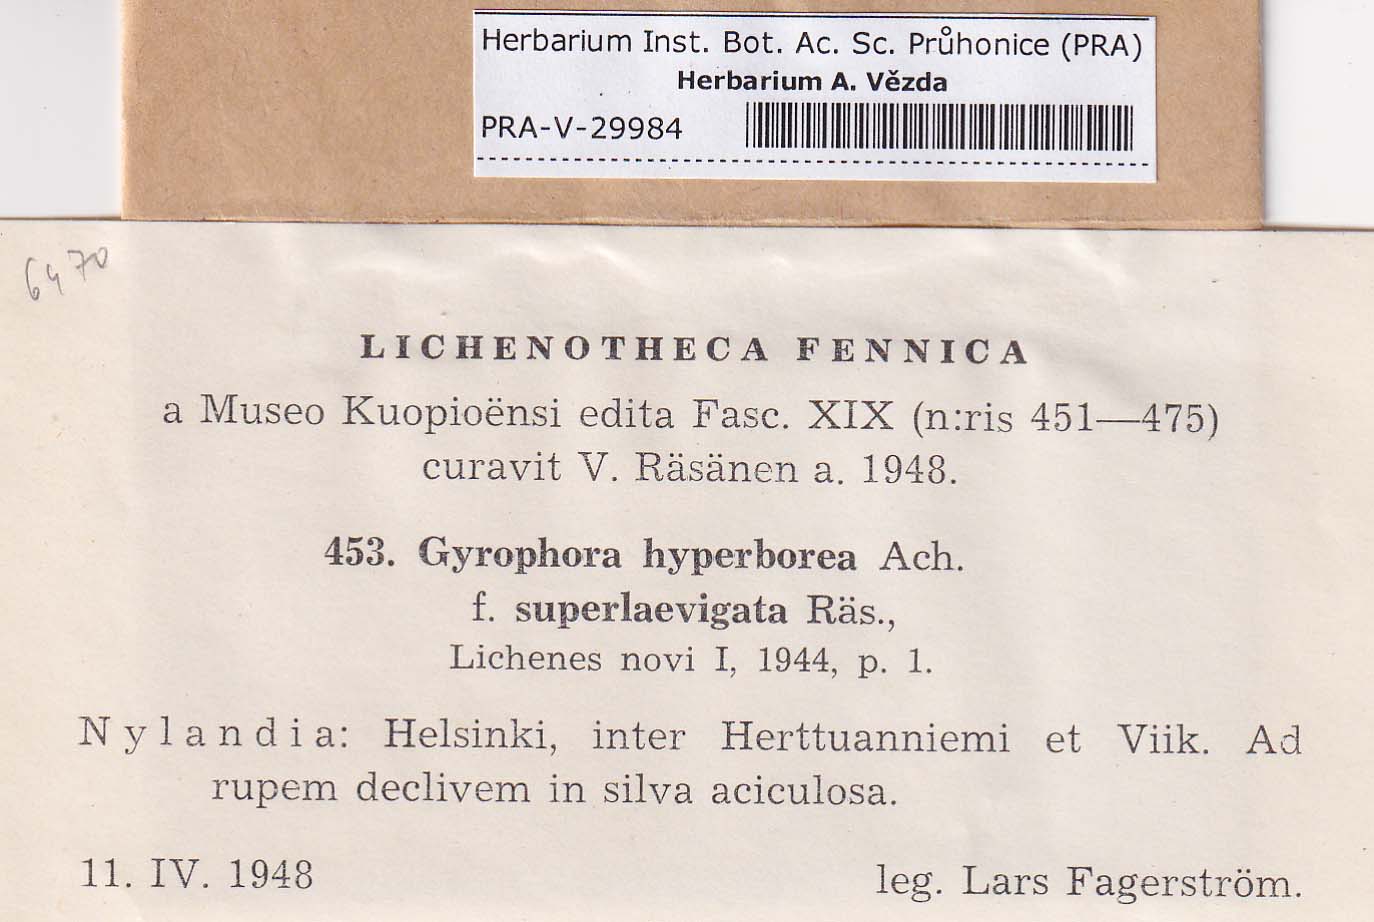 Herbarium Inst. Bot. Ac. Sc. Průhonice (PRA)
Herbarium A. Vězda
PRA-V-29984
6470
LICHENOTHECA FENNICA
a Museo Kuopioënsi edita Fasc. XIX (n:ris 451—475)
curavit V. Räsänen a. 1948.
453. Gyrophora hyperborea Ach.
f. superlaevigata Räs.,
Lichenes novi I, 1944, p. 1.
Nylandia: Helsinki, inter Herttuanniemi et Viik. Ad
rupem declivem in silva aciculosa.
11. IV. 1948 leg. Lars Fagerström.